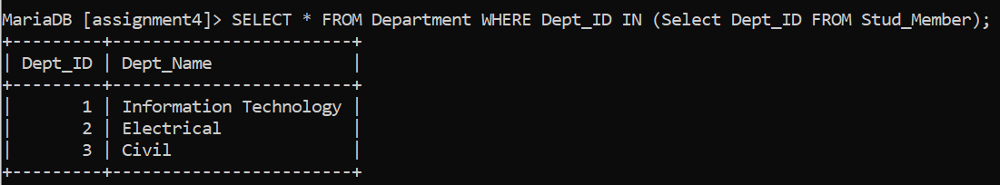 MariaDB [assignment4]> SELECT * FROM Department WHERE Dept_ID IN (Select Dept_ID FROM Stud_Member);
+---------+------------------------+
| Dept_ID | Dept_Name              |
+---------+------------------------+
|       1 | Information Technology |
|       2 | Electrical             |
|       3 | Civil                  |
+---------+------------------------+